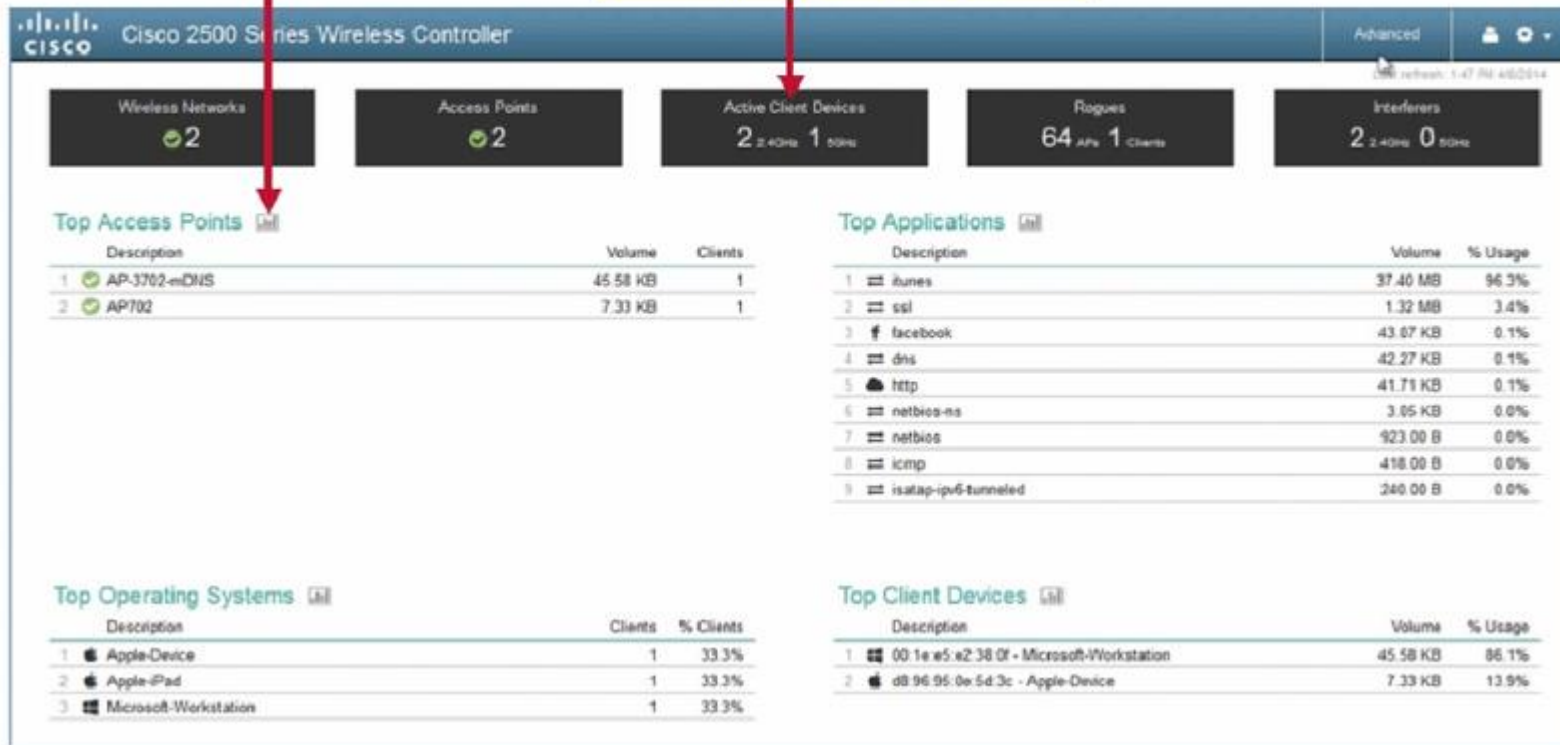 CISCO
Cisco 2500 Series Wireless Controller
Advanced
Last refresh: 1:47 PM 4/8/2014
Wireless Networks
2
Access Points
2
Active Client Devices
2 2.4GHz 1 5GHz
Rogues
64 APs 1 Clients
Interferers
2 2.4GHz 0 5GHz
Top Access Points
Description Volume Clients
1 AP-3702-mDNS 45.58 KB 1
2 AP702 7.33 KB 1
Top Applications
Description Volume % Usage
1 itunes 37.40 MB 96.3%
2 ssl 1.32 MB 3.4%
3 facebook 43.07 KB 0.1%
4 dns 42.27 KB 0.1%
5 http 41.71 KB 0.1%
6 netbios-ns 3.05 KB 0.0%
7 netbios 923.00 B 0.0%
8 icmp 418.00 B 0.0%
9 isatap-ipv6-tunneled 240.00 B 0.0%
Top Operating Systems
Description Clients % Clients
1 Apple-Device 1 33.3%
2 Apple-iPad 1 33.3%
3 Microsoft-Workstation 1 33.3%
Top Client Devices
Description Volume % Usage
1 00:1e:e5:e2:38:0f - Microsoft-Workstation 45.58 KB 86.1%
2 d8:96:95:0e:5d:3c - Apple-Device 7.33 KB 13.9%